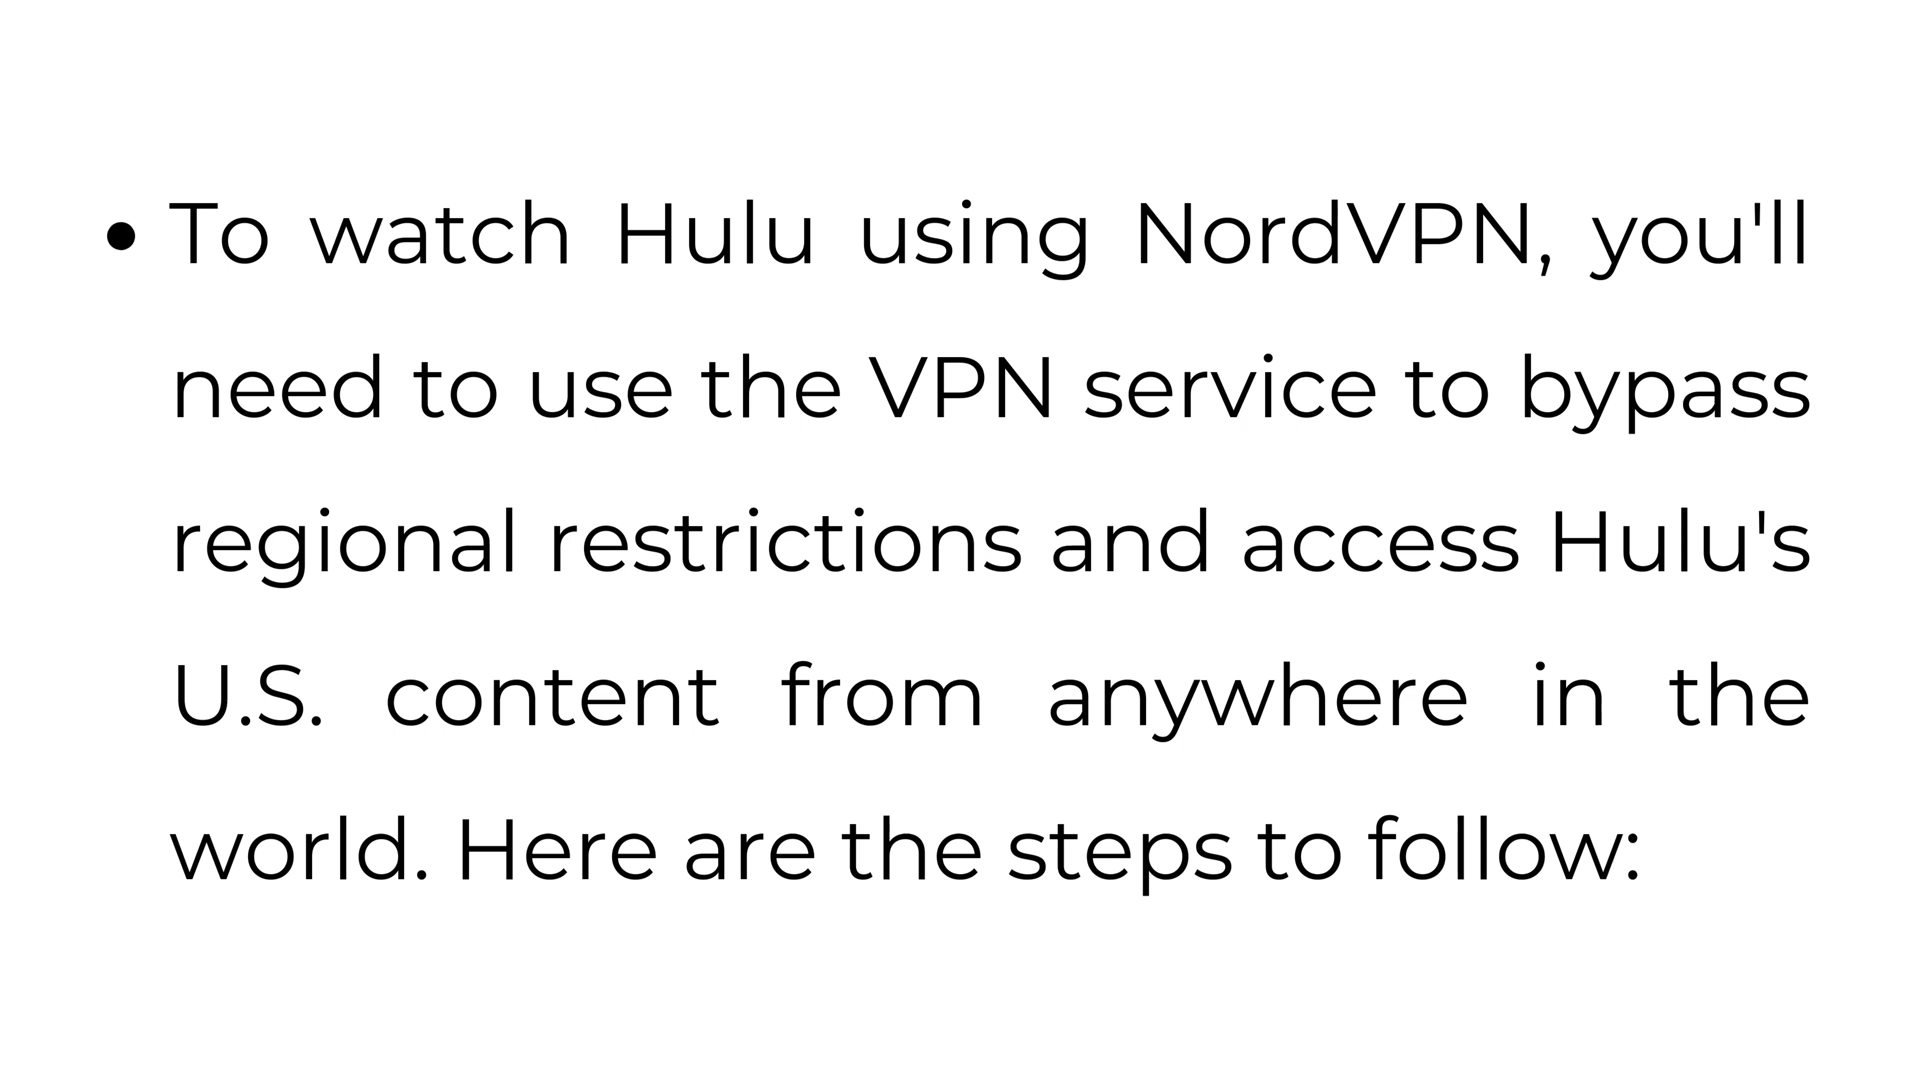 • To watch Hulu using NordVPN, you'll
need to use the VPN service to bypass
regional restrictions and access Hulu's
U.S. content from anywhere in the
world. Here are the steps to follow: